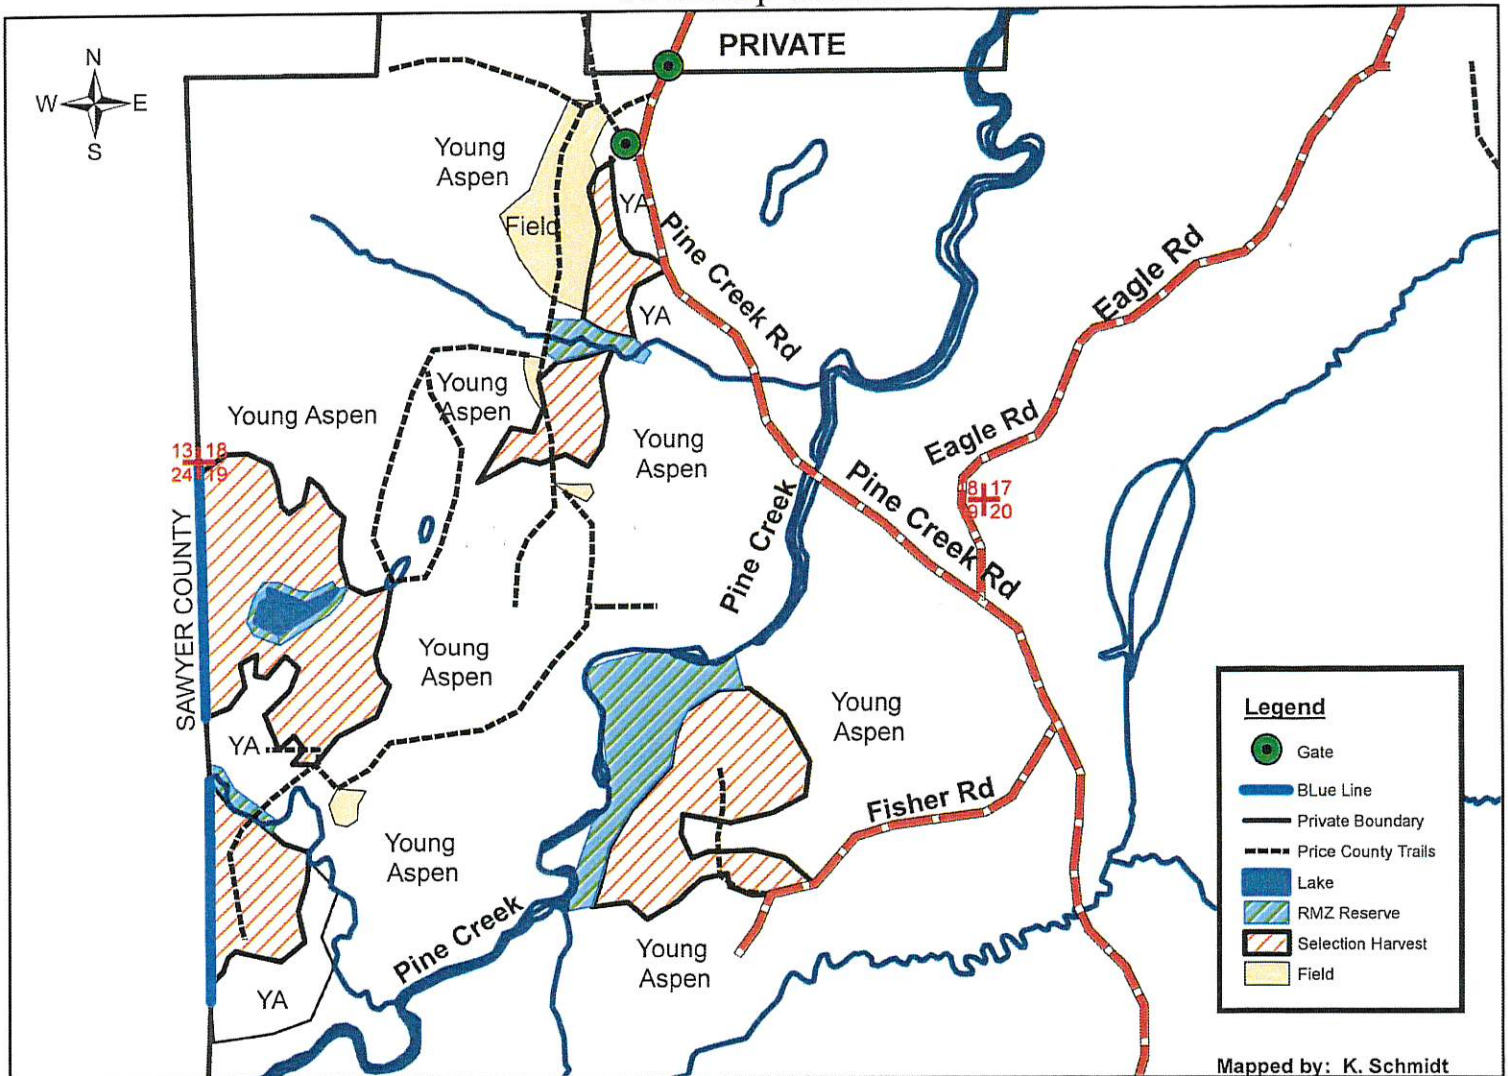 PRIVATE
N
W
E
S
Young
Aspen
Field
YA
Pine Creek Rd
YA
Eagle Rd
Young
Aspen
Young Aspen
Young
Aspen
Eagle Rd
13 18
24 19
Pine Creek Rd
8 17
9 20
Pine Creek
SAWYER COUNTY
Young
Aspen
Young
Aspen
YA
Fisher Rd
Young
Aspen
Pine Creek
Young
Aspen
YA
Legend
Gate
BLue Line
Private Boundary
Price County Trails
Lake
RMZ Reserve
Selection Harvest
Field
Mapped by: K. Schmidt